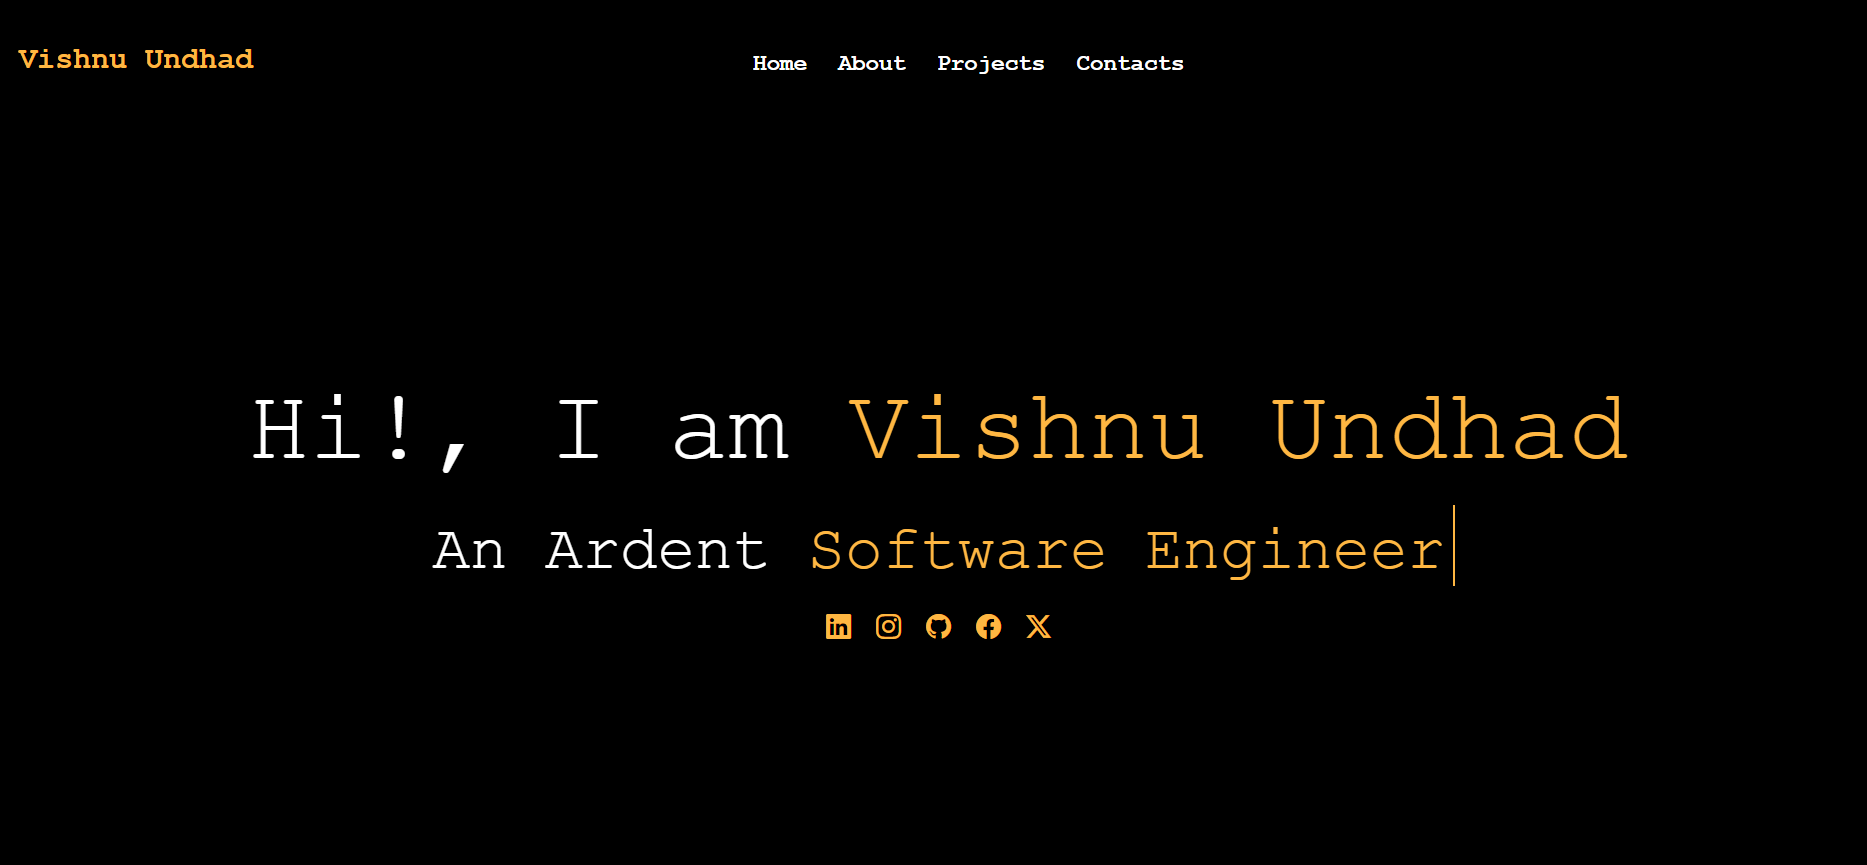 Vishnu Undhad
Home About Projects Contacts
Hi!, I am Vishnu Undhad
An Ardent Software Engineer